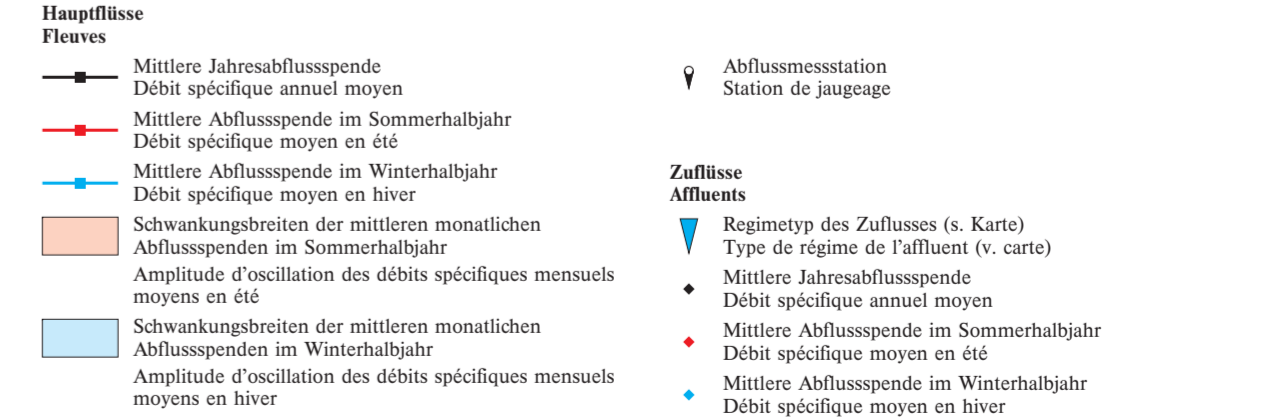 Hauptflüsse
Fleuves
Mittlere Jahresabflussspende
Débit spécifique annuel moyen
Mittlere Abflussspende im Sommerhalbjahr
Débit spécifique moyen en été
Mittlere Abflussspende im Winterhalbjahr
Débit spécifique moyen en hiver
Schwankungsbreiten der mittleren monatlichen
Abflussspenden im Sommerhalbjahr
Amplitude d'oscillation des débits spécifiques mensuels
moyens en été
Schwankungsbreiten der mittleren monatlichen
Abflussspenden im Winterhalbjahr
Amplitude d'oscillation des débits spécifiques mensuels
moyens en hiver
Abflussmessstation
Station de jaugeage
Zuflüsse
Affluents
Regimetyp des Zuflusses (s. Karte)
Type de régime de l'affluent (v. carte)
Mittlere Jahresabflussspende
Débit spécifique annuel moyen
Mittlere Abflussspende im Sommerhalbjahr
Débit spécifique moyen en été
Mittlere Abflussspende im Winterhalbjahr
Débit spécifique moyen en hiver